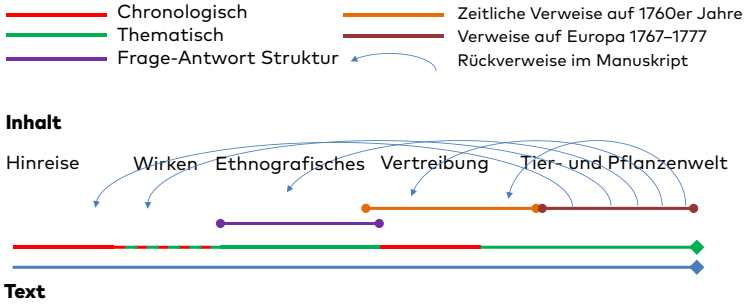 Chronologisch
Thematisch
Frage-Antwort Struktur
Zeitliche Verweise auf 1760er Jahre
Verweise auf Europa 1767–1777
Rückverweise im Manuskript
Inhalt
Hinreise Wirken Ethnografisches Vertreibung Tier- und Pflanzenwelt
Text